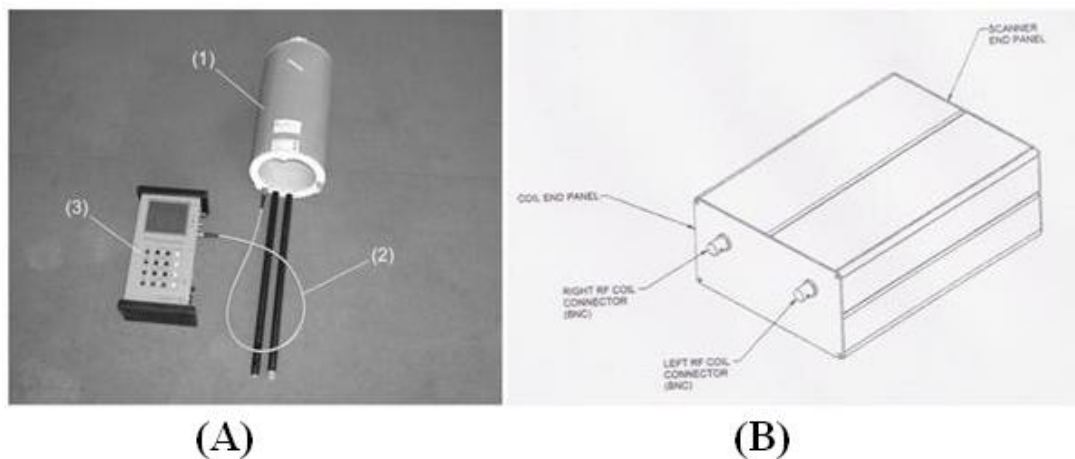 (1)
(2)
(3)
SCANNER
END PANEL
COIL END PANEL
RIGHT RF COIL
CONNECTOR
(BNC)
LEFT RF COIL
CONNECTOR
(BNC)
(A)
(B)